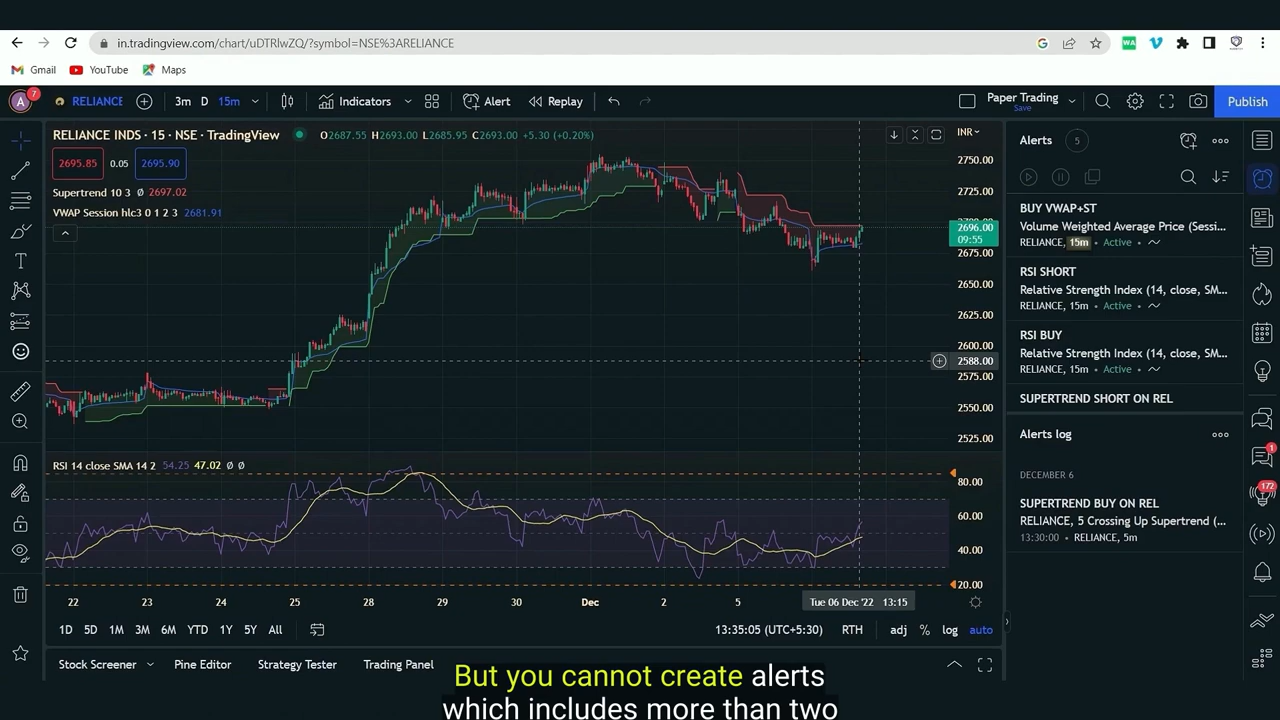 in.tradingview.com/chart/uDTRlwZQ/?symbol=NSE%3ARELIANCE
Gmail YouTube Maps
A 7 RELIANCE 3m D 15m Indicators Alert Replay Paper Trading Save Publish
RELIANCE INDS · 15 · NSE · TradingView O2687.55 H2693.00 L2685.95 C2693.00 +5.30 (+0.20%) INR
2695.85 0.05 2695.90
Supertrend 10 3 Ø 2697.02
VWAP Session hlc3 0 1 2 3 2681.91
2750.00
2725.00
2700.00
2696.00
09:55
2675.00
2650.00
2625.00
2600.00
2588.00
2575.00
2550.00
2525.00
RSI 14 close SMA 14 2 54.25 47.02 Ø Ø
80.00
60.00
40.00
20.00
22 23 24 25 28 29 30 Dec 2 5 Tue 06 Dec '22 13:15
1D 5D 1M 3M 6M YTD 1Y 5Y All 13:35:05 (UTC+5:30) RTH adj % log auto
Stock Screener Pine Editor Strategy Tester Trading Panel
Alerts 5
BUY VWAP+ST
Volume Weighted Average Price (Sessi...
RELIANCE, 15m • Active •
RSI SHORT
Relative Strength Index (14, close, SM...
RELIANCE, 15m • Active •
RSI BUY
Relative Strength Index (14, close, SM...
RELIANCE, 15m • Active •
SUPERTREND SHORT ON REL
Alerts log
DECEMBER 6
SUPERTREND BUY ON REL
RELIANCE, 5 Crossing Up Supertrend (...
13:30:00 • RELIANCE, 5m
1
172
But you cannot create alerts
which includes more than two